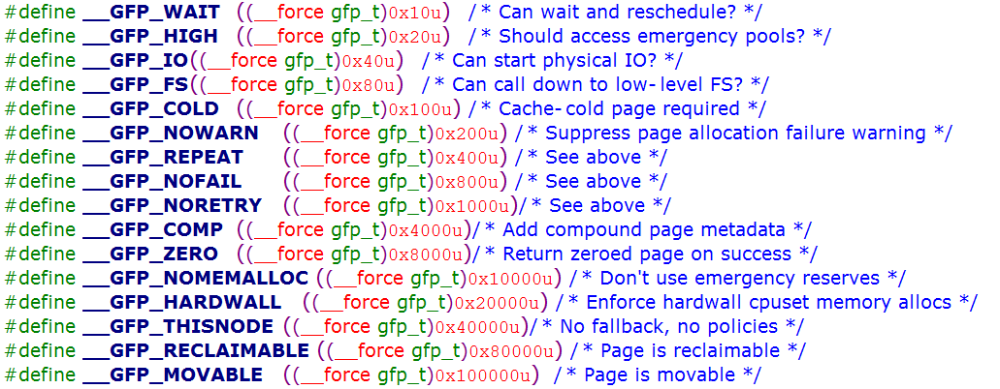 #define __GFP_WAIT ((__force gfp_t)0x10u) /* Can wait and reschedule? */
#define __GFP_HIGH ((__force gfp_t)0x20u) /* Should access emergency pools? */
#define __GFP_IO((__force gfp_t)0x40u) /* Can start physical IO? */
#define __GFP_FS((__force gfp_t)0x80u) /* Can call down to low-level FS? */
#define __GFP_COLD ((__force gfp_t)0x100u) /* Cache-cold page required */
#define __GFP_NOWARN ((__force gfp_t)0x200u) /* Suppress page allocation failure warning */
#define __GFP_REPEAT ((__force gfp_t)0x400u) /* See above */
#define __GFP_NOFAIL ((__force gfp_t)0x800u) /* See above */
#define __GFP_NORETRY ((__force gfp_t)0x1000u)/* See above */
#define __GFP_COMP ((__force gfp_t)0x4000u)/* Add compound page metadata */
#define __GFP_ZERO ((__force gfp_t)0x8000u)/* Return zeroed page on success */
#define __GFP_NOMEMALLOC ((__force gfp_t)0x10000u) /* Don't use emergency reserves */
#define __GFP_HARDWALL ((__force gfp_t)0x20000u) /* Enforce hardwall cpuset memory allocs */
#define __GFP_THISNODE ((__force gfp_t)0x40000u)/* No fallback, no policies */
#define __GFP_RECLAIMABLE ((__force gfp_t)0x80000u) /* Page is reclaimable */
#define __GFP_MOVABLE ((__force gfp_t)0x100000u) /* Page is movable */